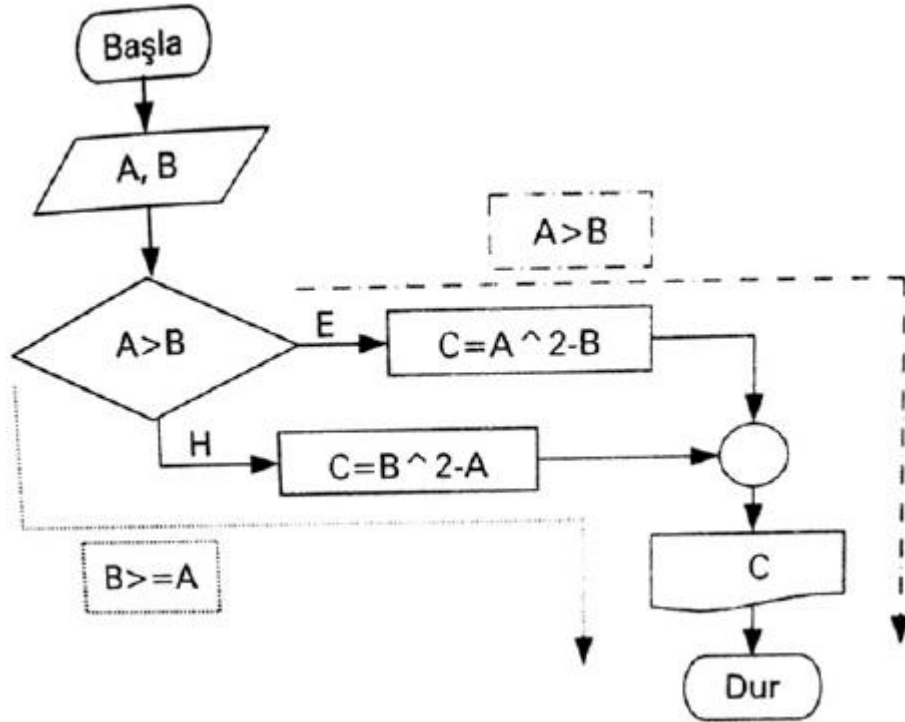 Başla
A, B
A>B
A>B
E
C=A^2-B
H
C=B^2-A
B>=A
C
Dur